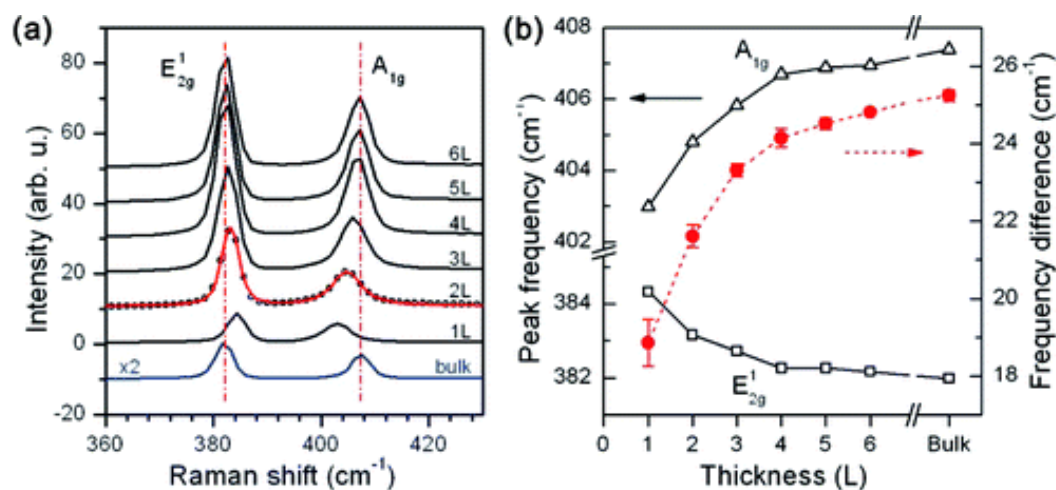 (a)
E¹₂g
A₁g
80
60
40
20
0
-20
6L
5L
4L
3L
2L
1L
x2
bulk
360
380
400
420
Intensity (arb. u.)
Raman shift (cm⁻¹)
(b)
408
406
404
402
384
382
A₁g
E¹₂g
26
24
22
20
18
0
1
2
3
4
5
6
Bulk
Peak frequency (cm⁻¹)
Frequency difference (cm⁻¹)
Thickness (L)